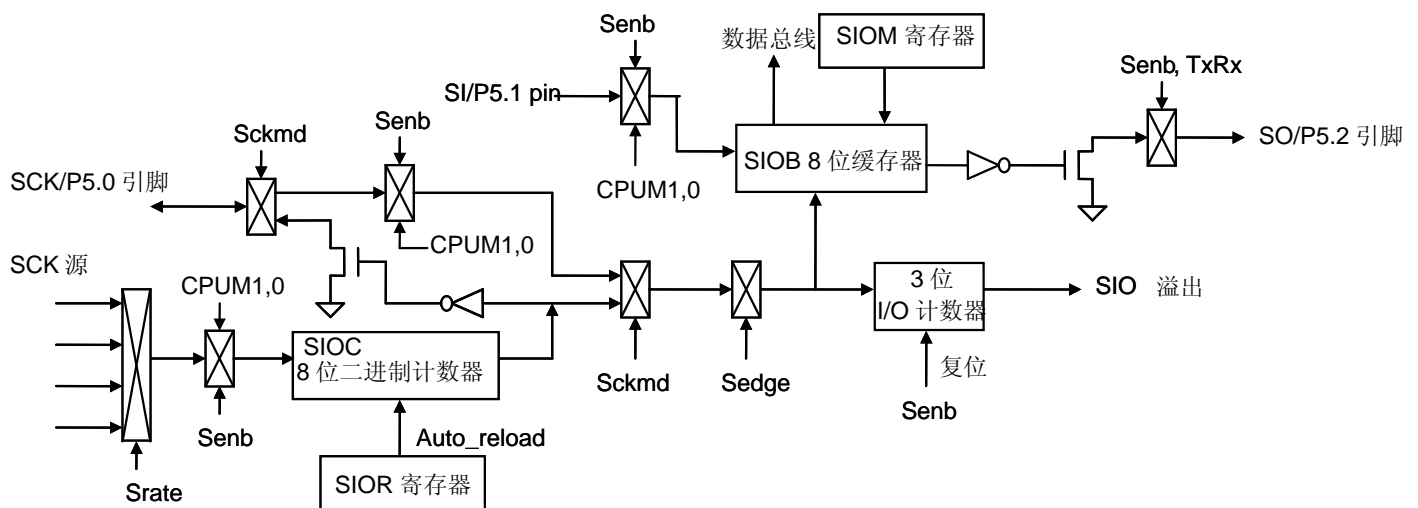 Senb
数据总线
SIOM 寄存器
Senb, TxRx
SI/P5.1 pin
Sckmd
Senb
SIOB 8 位缓存器
SO/P5.2 引脚
SCK/P5.0 引脚
CPUM1,0
CPUM1,0
SCK 源
CPUM1,0
3 位
I/O 计数器
SIO 溢出
SIOC
8 位二进制计数器
Sckmd
Sedge
复位
Senb
Senb
Auto_reload
SIOR 寄存器
Srate